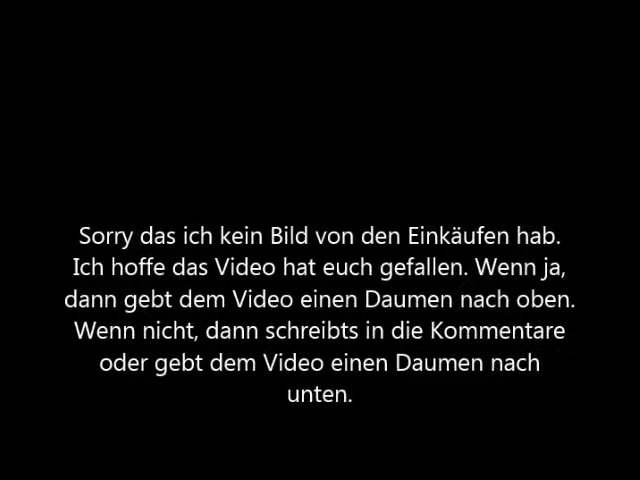 Sorry das ich kein Bild von den Einkäufen hab.
Ich hoffe das Video hat euch gefallen. Wenn ja,
dann gebt dem Video einen Daumen nach oben.
Wenn nicht, dann schreibts in die Kommentare
oder gebt dem Video einen Daumen nach
unten.